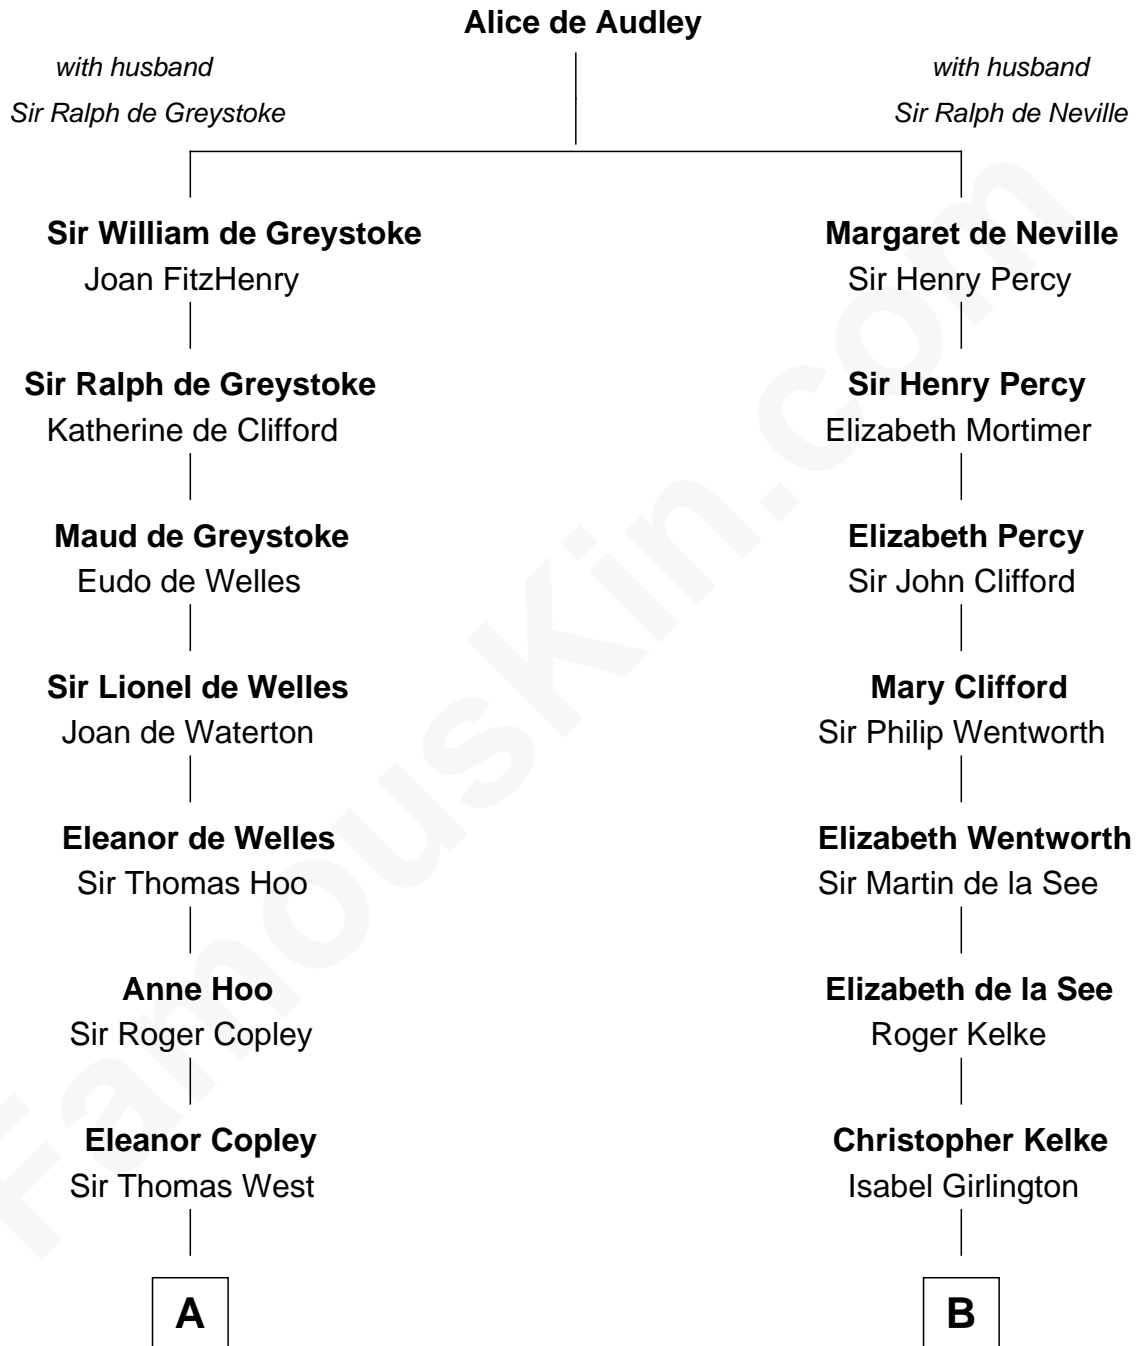 Alice de Audley
with husband
Sir Ralph de Greystoke
with husband
Sir Ralph de Neville
Sir William de Greystoke
Joan FitzHenry
Margaret de Neville
Sir Henry Percy
Sir Ralph de Greystoke
Katherine de Clifford
Sir Henry Percy
Elizabeth Mortimer
Maud de Greystoke
Eudo de Welles
Elizabeth Percy
Sir John Clifford
Sir Lionel de Welles
Joan de Waterton
Mary Clifford
Sir Philip Wentworth
Eleanor de Welles
Sir Thomas Hoo
Elizabeth Wentworth
Sir Martin de la See
Anne Hoo
Sir Roger Copley
Elizabeth de la See
Roger Kelke
Eleanor Copley
Sir Thomas West
Christopher Kelke
Isabel Girlington
A
B
FamousKin.com